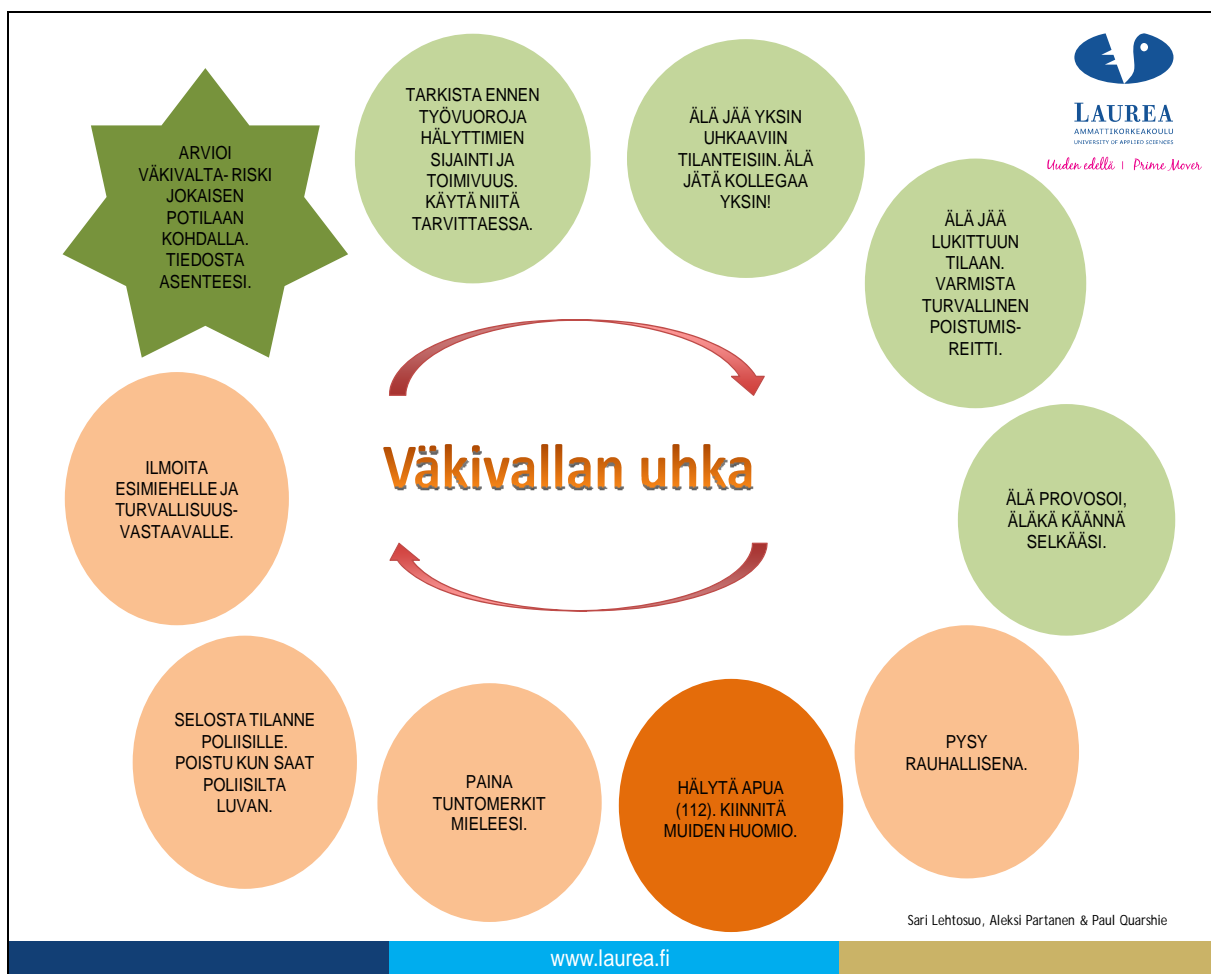 LAUREA
AMMATTIKORKEAKOULU
UNIVERSITY OF APPLIED SCIENCES
Uuden edellä | Prime Mover
ARVIOI
VÄKIVALTA- RISKI
JOKAISEN
POTILAAN
KOHDALLA.
TIEDOSTA
ASENTEESI.
TARKISTA ENNEN
TYÖVUOROJA
HÄLYTTIMIEN
SIJAINTI JA
TOIMIVUUS.
KÄYTÄ NIITÄ
TARVITTAESSA.
ÄLÄ JÄÄ YKSIN
UHKAAVIIN
TILANTEISIIN. ÄLÄ
JÄTÄ KOLLEGAA
YKSIN!
ÄLÄ JÄÄ
LUKITTUUN
TILAAN.
VARMISTA
TURVALLINEN
POISTUMIS-
REITTI.
ÄLÄ PROVOSOI,
ÄLÄKÄ KÄÄNNÄ
SELKÄÄSI.
PYSY
RAUHALLISENA.
HÄLYTÄ APUA
(112). KIINNITÄ
MUIDEN HUOMIO.
PAINA
TUNTOMERKIT
MIELEESI.
SELOSTA TILANNE
POLIISILLE.
POISTU KUN SAAT
POLIISILTA
LUVAN.
ILMOITA
ESIMIEHELLE JA
TURVALLISUUS-
VASTAAVALLE.
Väkivallan uhka
Sari Lehtosuo, Aleksi Partanen & Paul Quarshie
www.laurea.fi